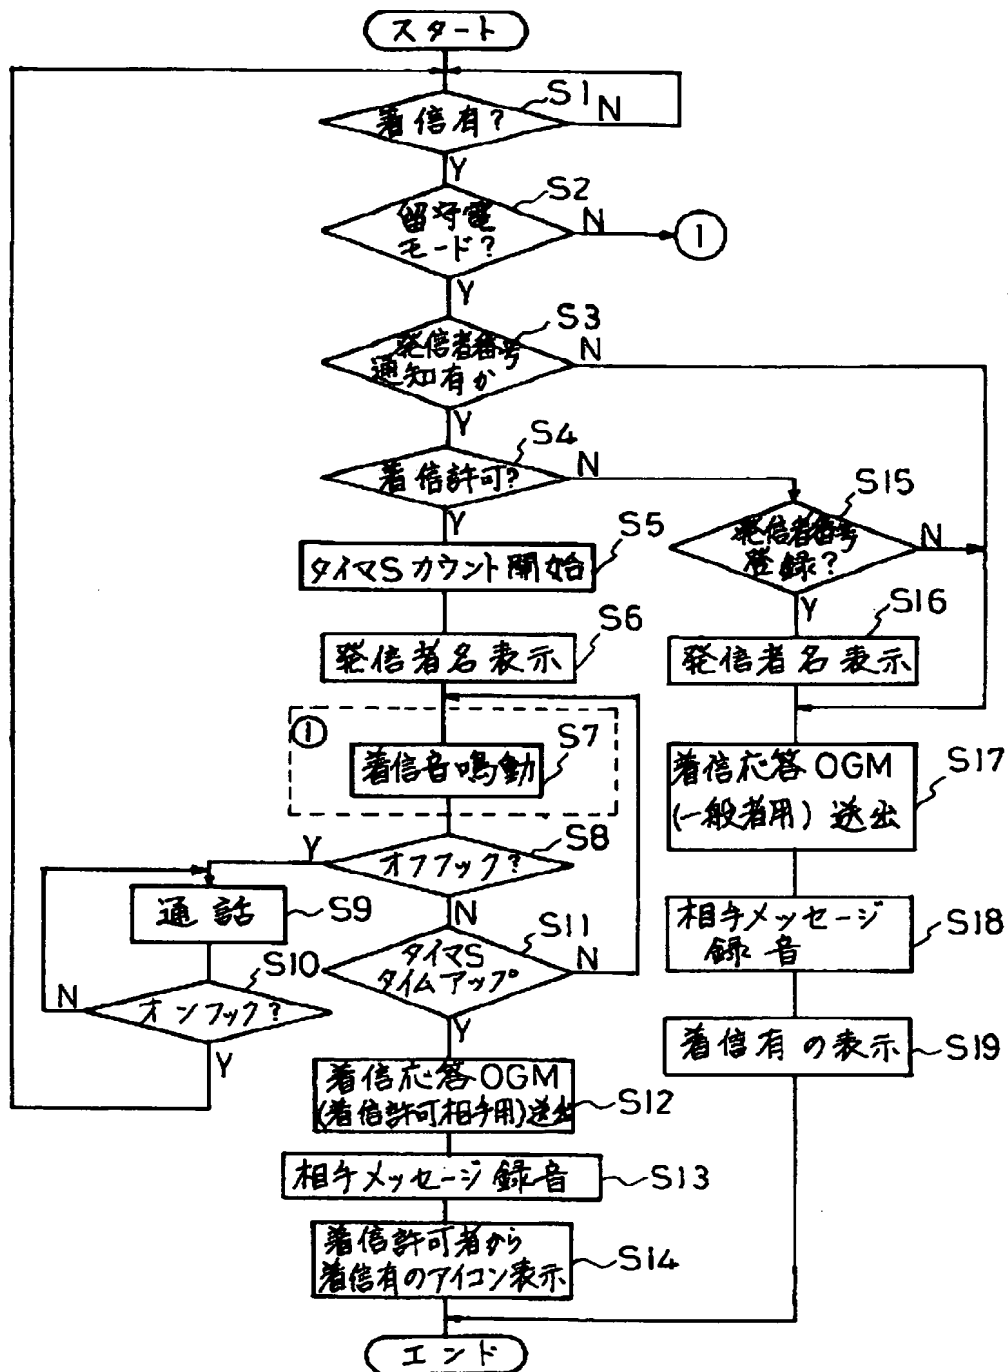 スタート
S1
着信有?
N
Y
S2
留守電
モード?
N
1
Y
S3
発信者番号
通知有か
N
Y
S4
着信許可?
N
Y
S15
発信者番号
登録?
N
Y
S5
タイマSカウント開始
S6
発信者名表示
S16
発信者名表示
1
S7
着信音鳴動
S17
着信応答OGM
(一般者用)送出
S8
オフフック?
Y
N
通話
S9
S18
相手メッセージ
録音
S11
タイマS
タイムアップ
N
Y
S10
オンフック?
N
Y
着信有の表示
S19
着信応答OGM
(着信許可相手用)送出
S12
相手メッセージ録音
S13
着信許可者から
着信有のアイコン表示
S14
エンド